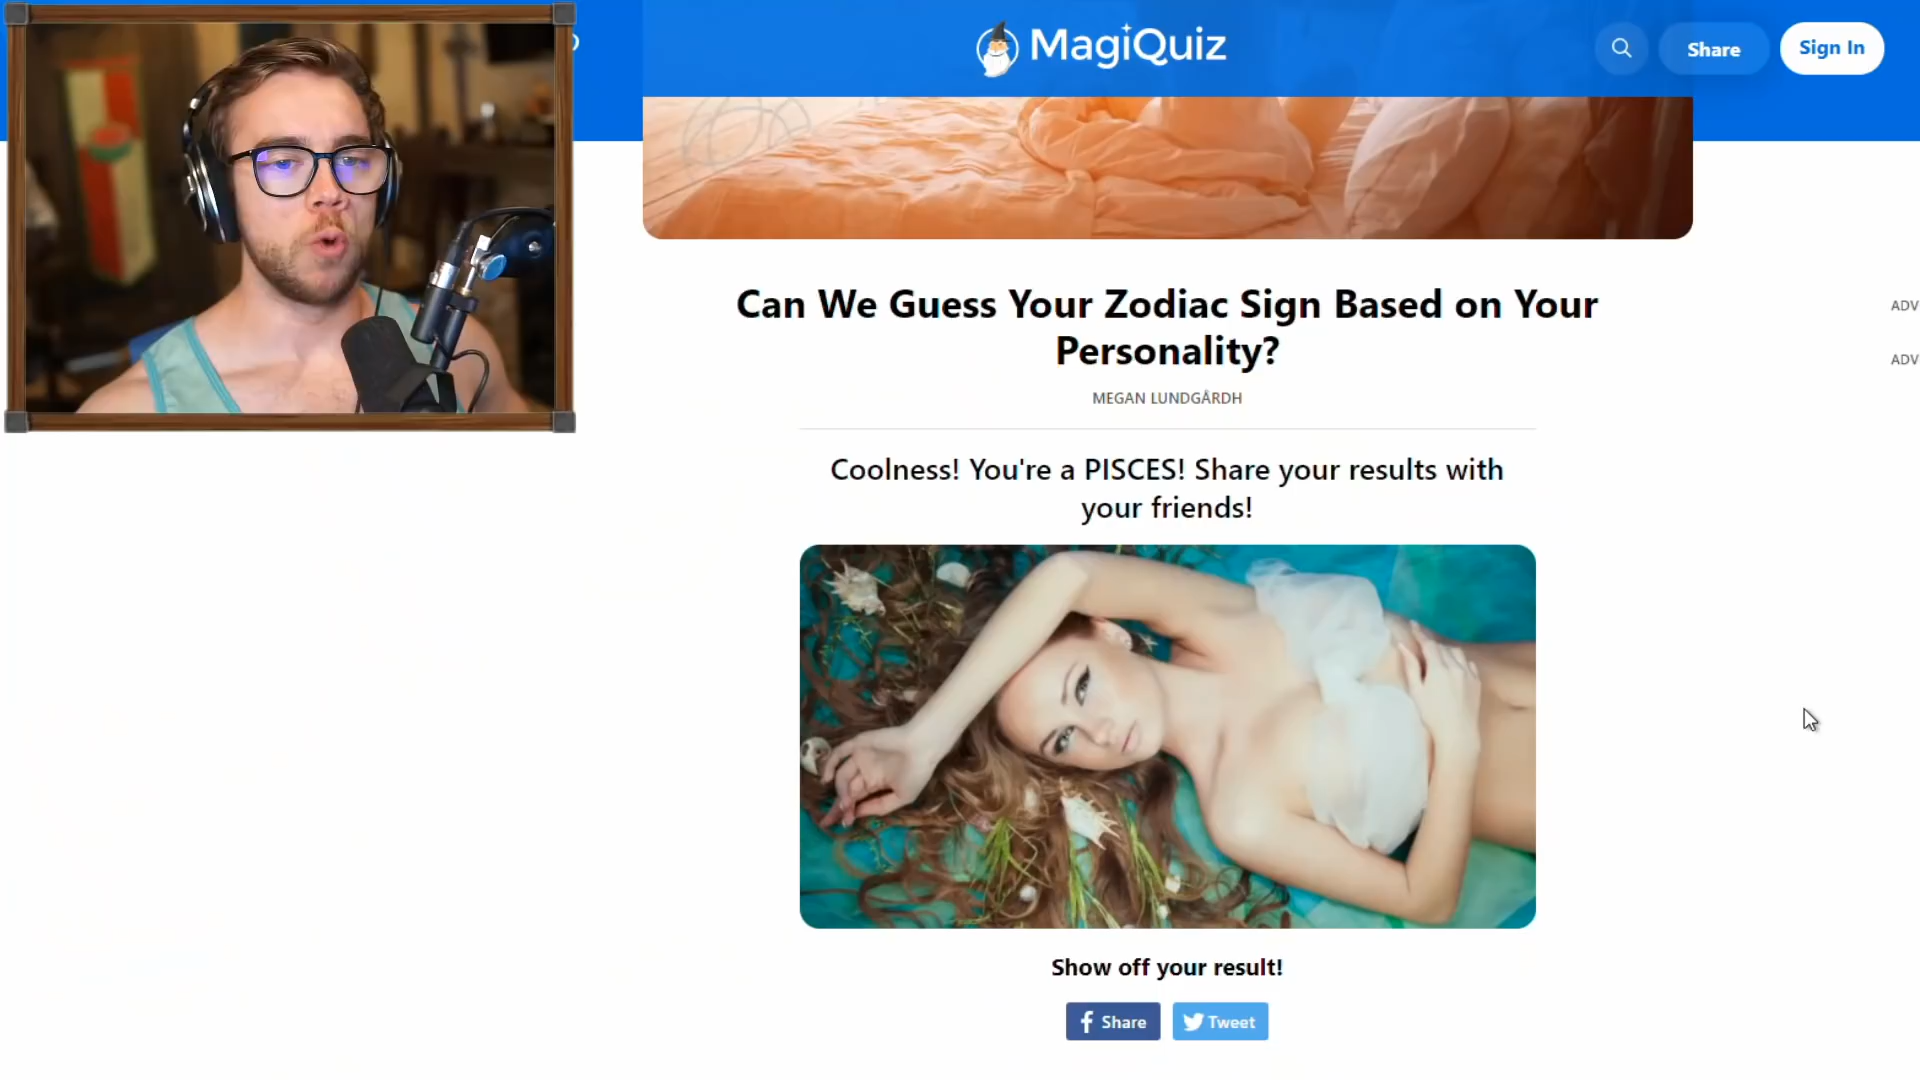 MagiQuiz
Share
Sign In
Can We Guess Your Zodiac Sign Based on Your
Personality?
MEGAN LUNDGÅRDH
ADV
ADV
Coolness! You're a PISCES! Share your results with
your friends!
Show off your result!
Share
Tweet